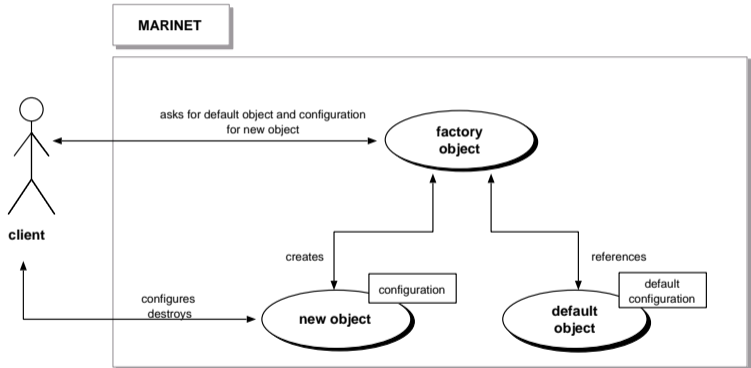 MARINET
asks for default object and configuration
for new object
factory
object
client
creates
references
configuration
default
configuration
configures
destroys
new object
default
object